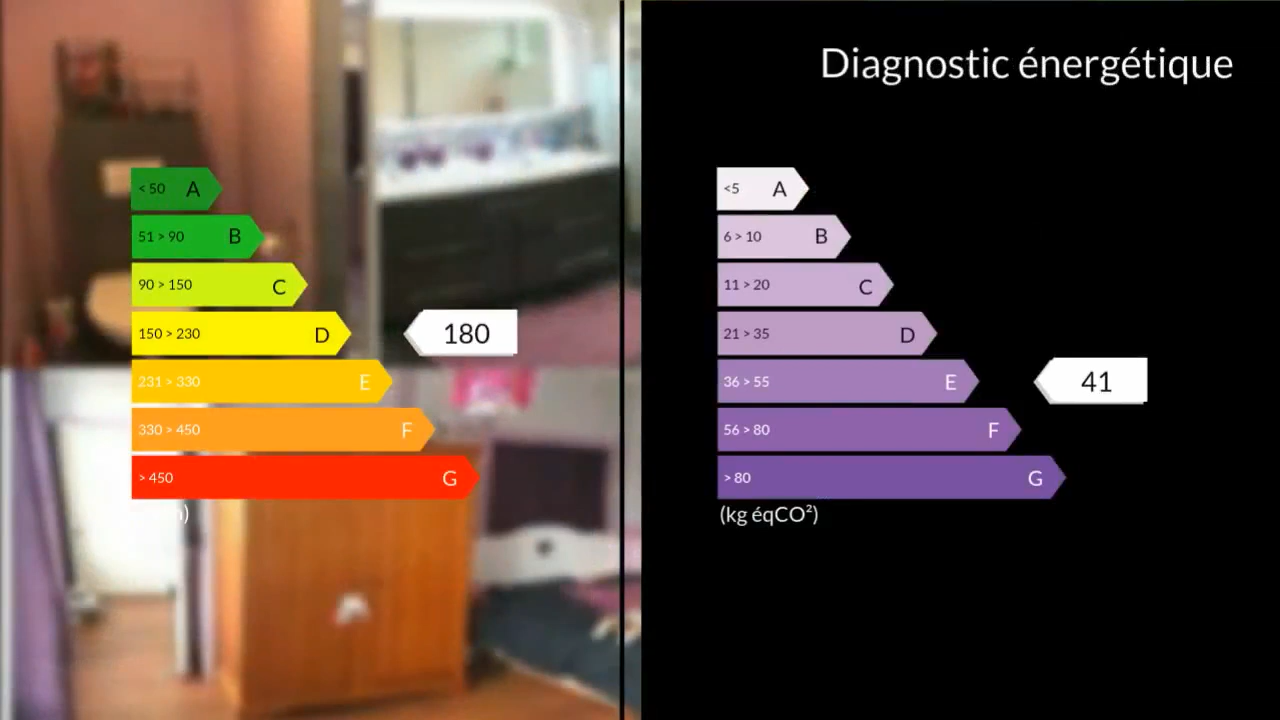 Diagnostic énergétique
< 50 A
51 > 90 B
90 > 150 C
150 > 230 D
180
231 > 330 E
330 > 450 F
> 450 G
<5 A
6 > 10 B
11 > 20 C
21 > 35 D
36 > 55 E
41
56 > 80 F
> 80 G
(kg éqCO²)